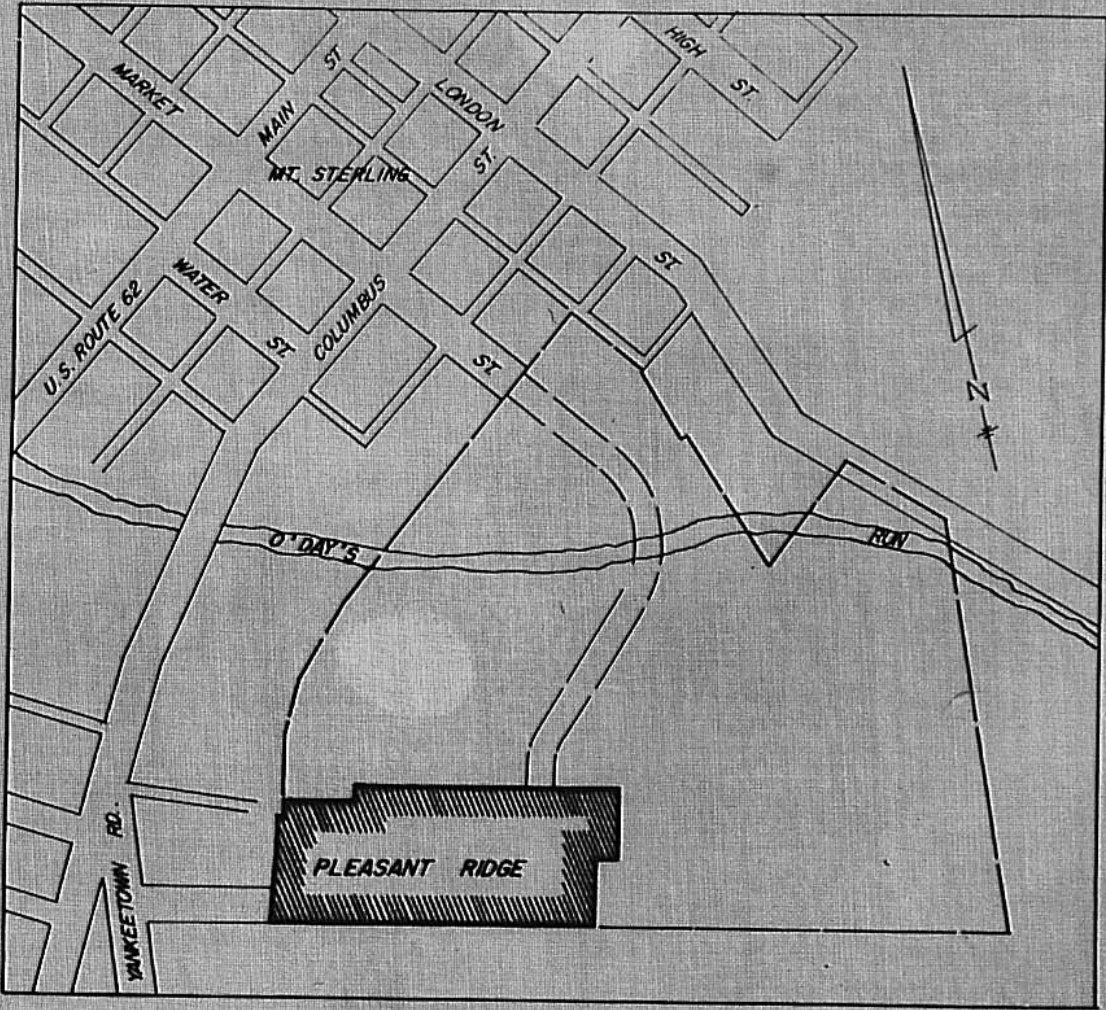 HIGH ST.
MARKET
MAIN ST
LONDON ST.
MT. STERLING
WATER ST.
COLUMBUS ST.
U.S. ROUTE 62
ST.
N
O'DAY'S RUN
PLEASANT RIDGE
YANKEETOWN RD.